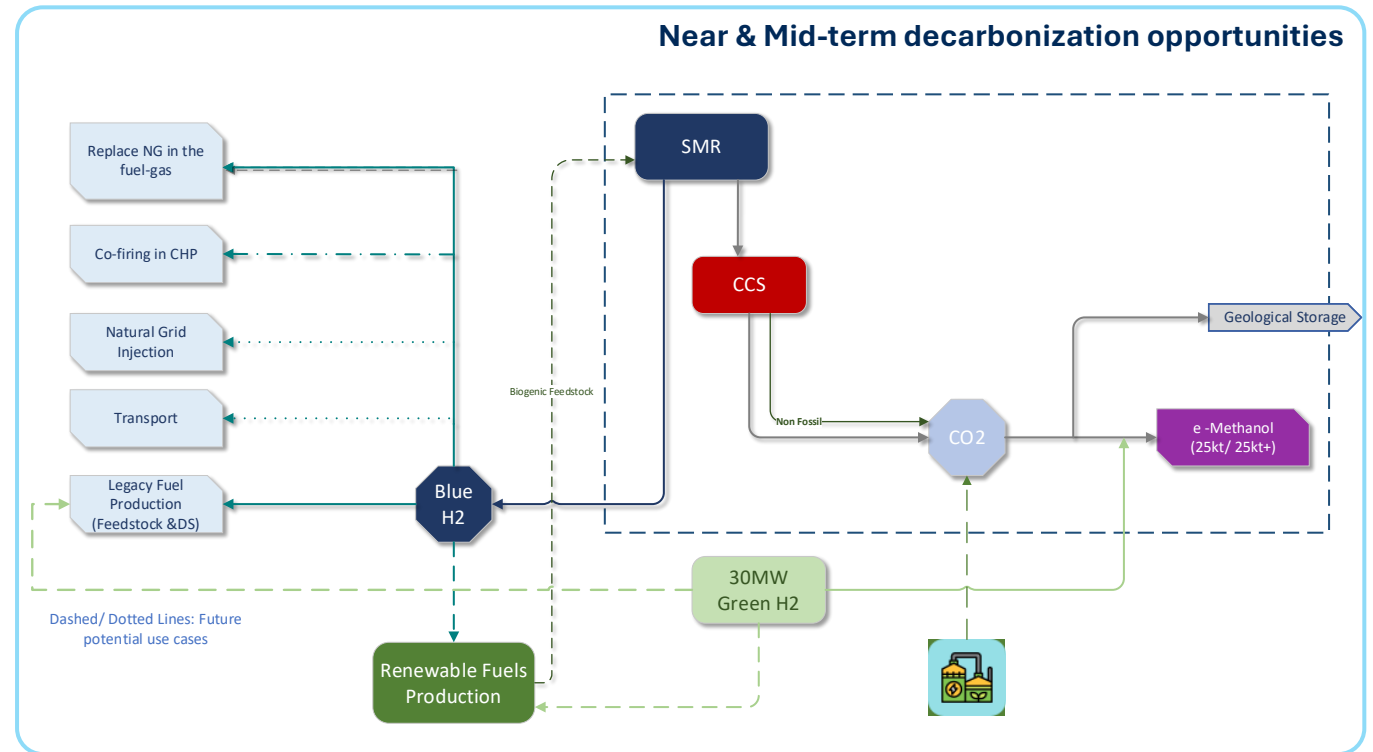 Near & Mid-term decarbonization opportunities
Replace NG in the
fuel-gas
SMR
Co-firing in CHP
CCS
Natural Grid
Injection
Geological Storage
Biogenic Feedstock
Transport
Non Fossil
CO2
e -Methanol
(25kt/ 25kt+)
Legacy Fuel
Production
(Feedstock &DS)
Blue
H2
30MW
Green H2
Dashed/ Dotted Lines: Future
potential use cases
Renewable Fuels
Production